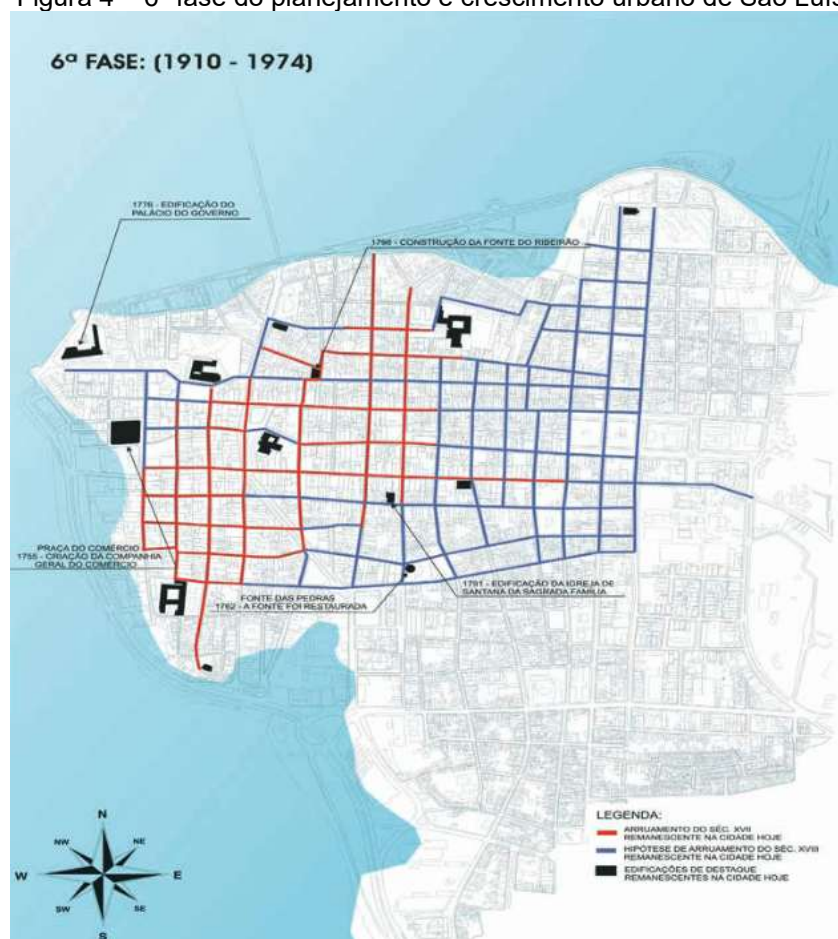 Figura 4 – 6ª fase do planejamento e crescimento urbano de São Luís
6ª FASE: (1910 - 1974)
1776 - EDIFICAÇÃO DO
PALÁCIO DO GOVERNO
1796 - CONSTRUÇÃO DA FONTE DO RIBEIRÃO
PRAÇA DO COMÉRCIO
1755 - CRIAÇÃO DA COMPANHIA
GERAL DO COMÉRCIO
FONTE DAS PEDRAS
1762 - A FONTE FOI RESTAURADA
1791 - EDIFICAÇÃO DA IGREJA DE
SANTANA DA SAGRADA FAMÍLIA
N
NW
NE
W
E
SW
SE
S
LEGENDA:
ARRUAMENTO DO SÉC. XVII
REMANESCENTE NA CIDADE HOJE
HIPÓTESE DE ARRUAMENTO DO SÉC. XVIII
REMANESCENTE NA CIDADE HOJE
EDIFICAÇÕES DE DESTAQUE
REMANESCENTES NA CIDADE HOJE